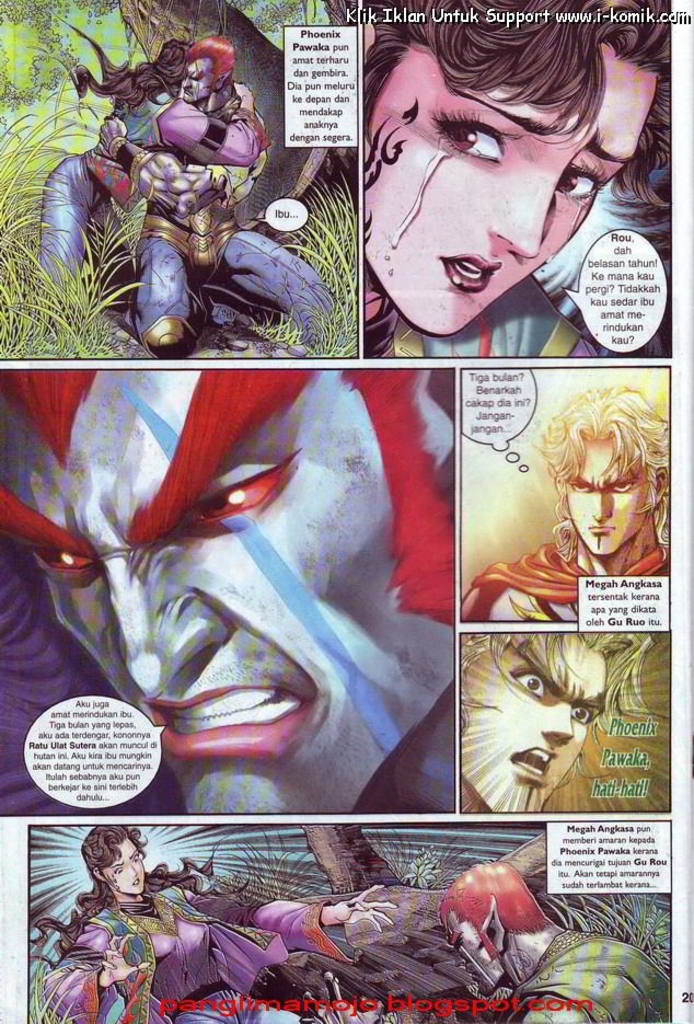 Klik Iklan Untuk Support www.i-komik.com
Phoenix
Pawaka pun
amat terharu
dan gembira.
Dia pun meluru
ke depan dan
mendakap
anaknya
dengan segera.
Ibu...
Rou,
dah
belasan tahun!
Ke mana kau
pergi? Tidakkah
kau sedar ibu
amat me-
rindukan
kau?
Aku juga
amat merindukan ibu.
Tiga bulan yang lepas,
aku ada terdengar, kononnya
Ratu Ulat Sutera akan muncul di
hutan ini. Aku kira ibu mungkin
akan datang untuk mencarinya.
Itulah sebabnya aku pun
berkejar ke sini terlebih
dahulu...
Tiga bulan?
Benarkah
cakap dia ini?
Jangan-
jangan...
Megah Angkasa
tersentak kerana
apa yang dikata
oleh Gu Ruo itu.
Phoenix
Pawaka,
hati-hati!
Megah Angkasa pun
memberi amaran kepada
Phoenix Pawaka kerana
dia mencurigai tujuan Gu Rou
itu. Akan tetapi amarannya
sudah terlambat kerana...
panglimamojo.blogspot.com
20